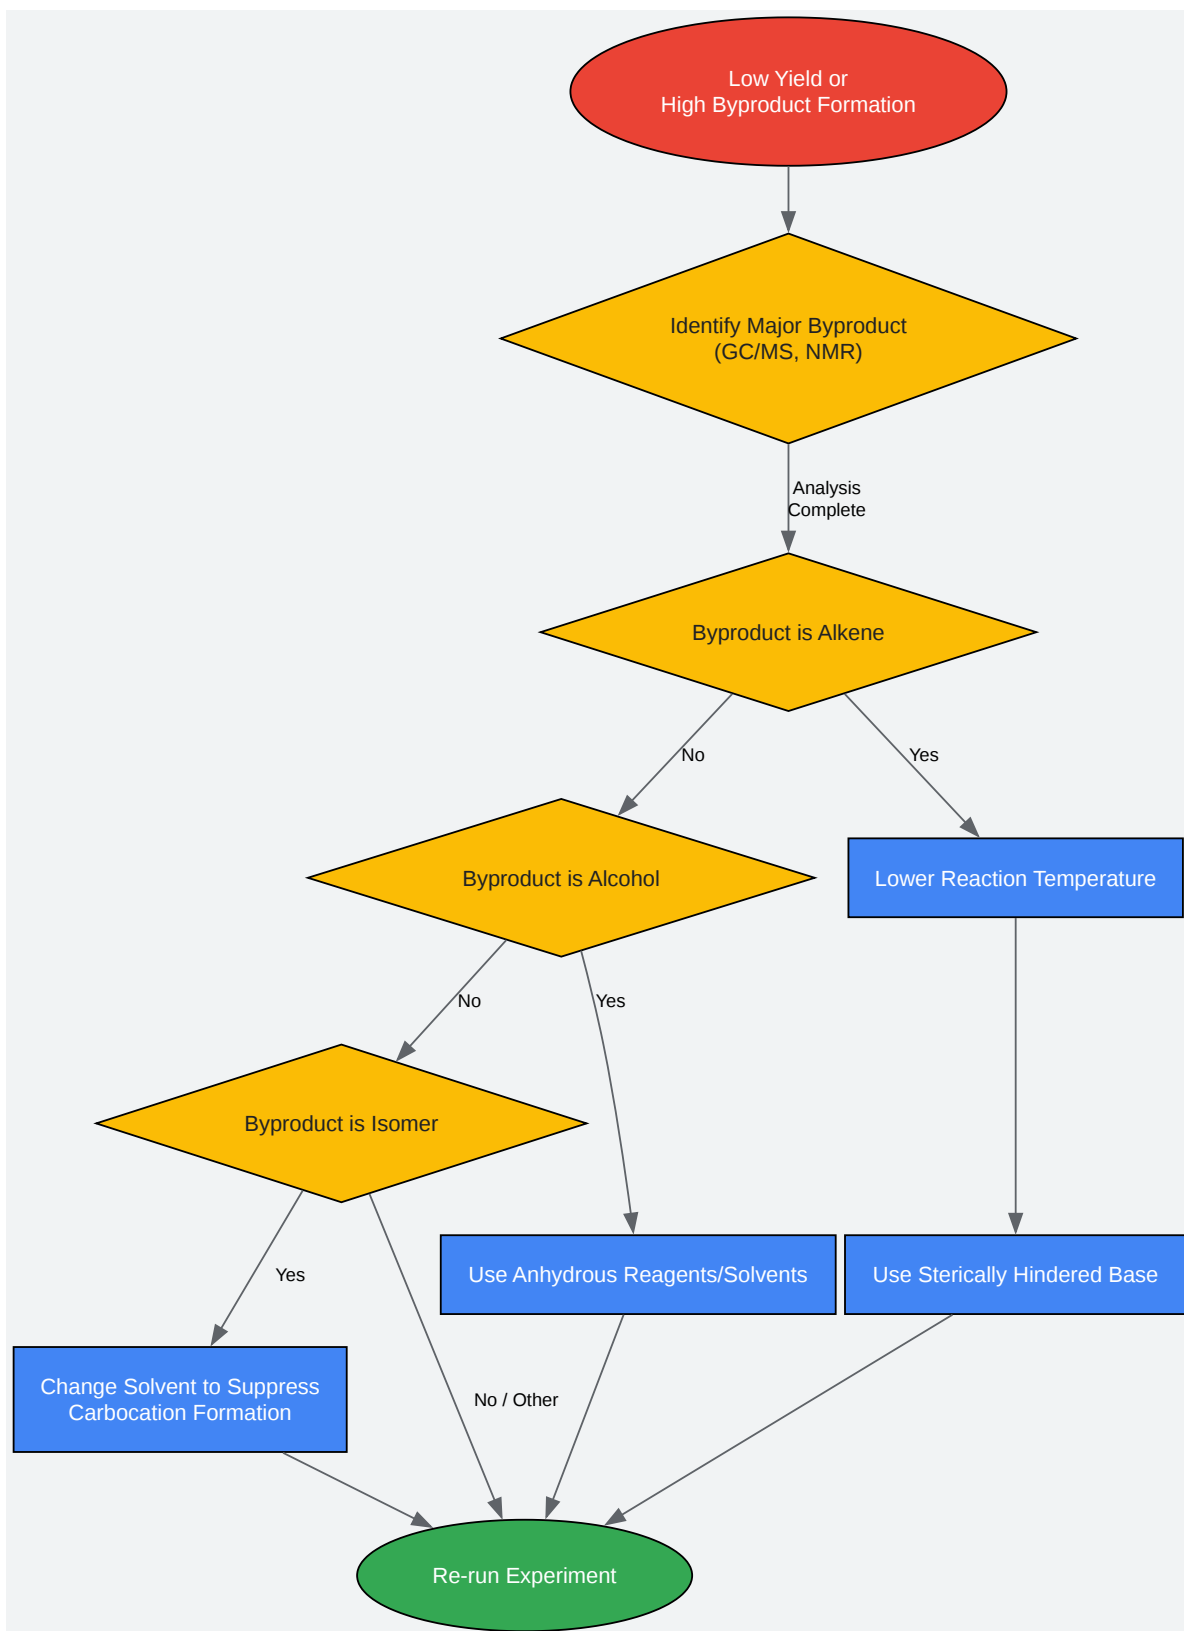 Low Yield or
High Byproduct Formation
Identify Major Byproduct
(GC/MS, NMR)
Analysis
Complete
Byproduct is Alkene
No
Yes
Byproduct is Alcohol
Lower Reaction Temperature
No
Yes
Byproduct is Isomer
Yes
Use Anhydrous Reagents/Solvents
Use Sterically Hindered Base
Change Solvent to Suppress
Carbocation Formation
No / Other
Re-run Experiment